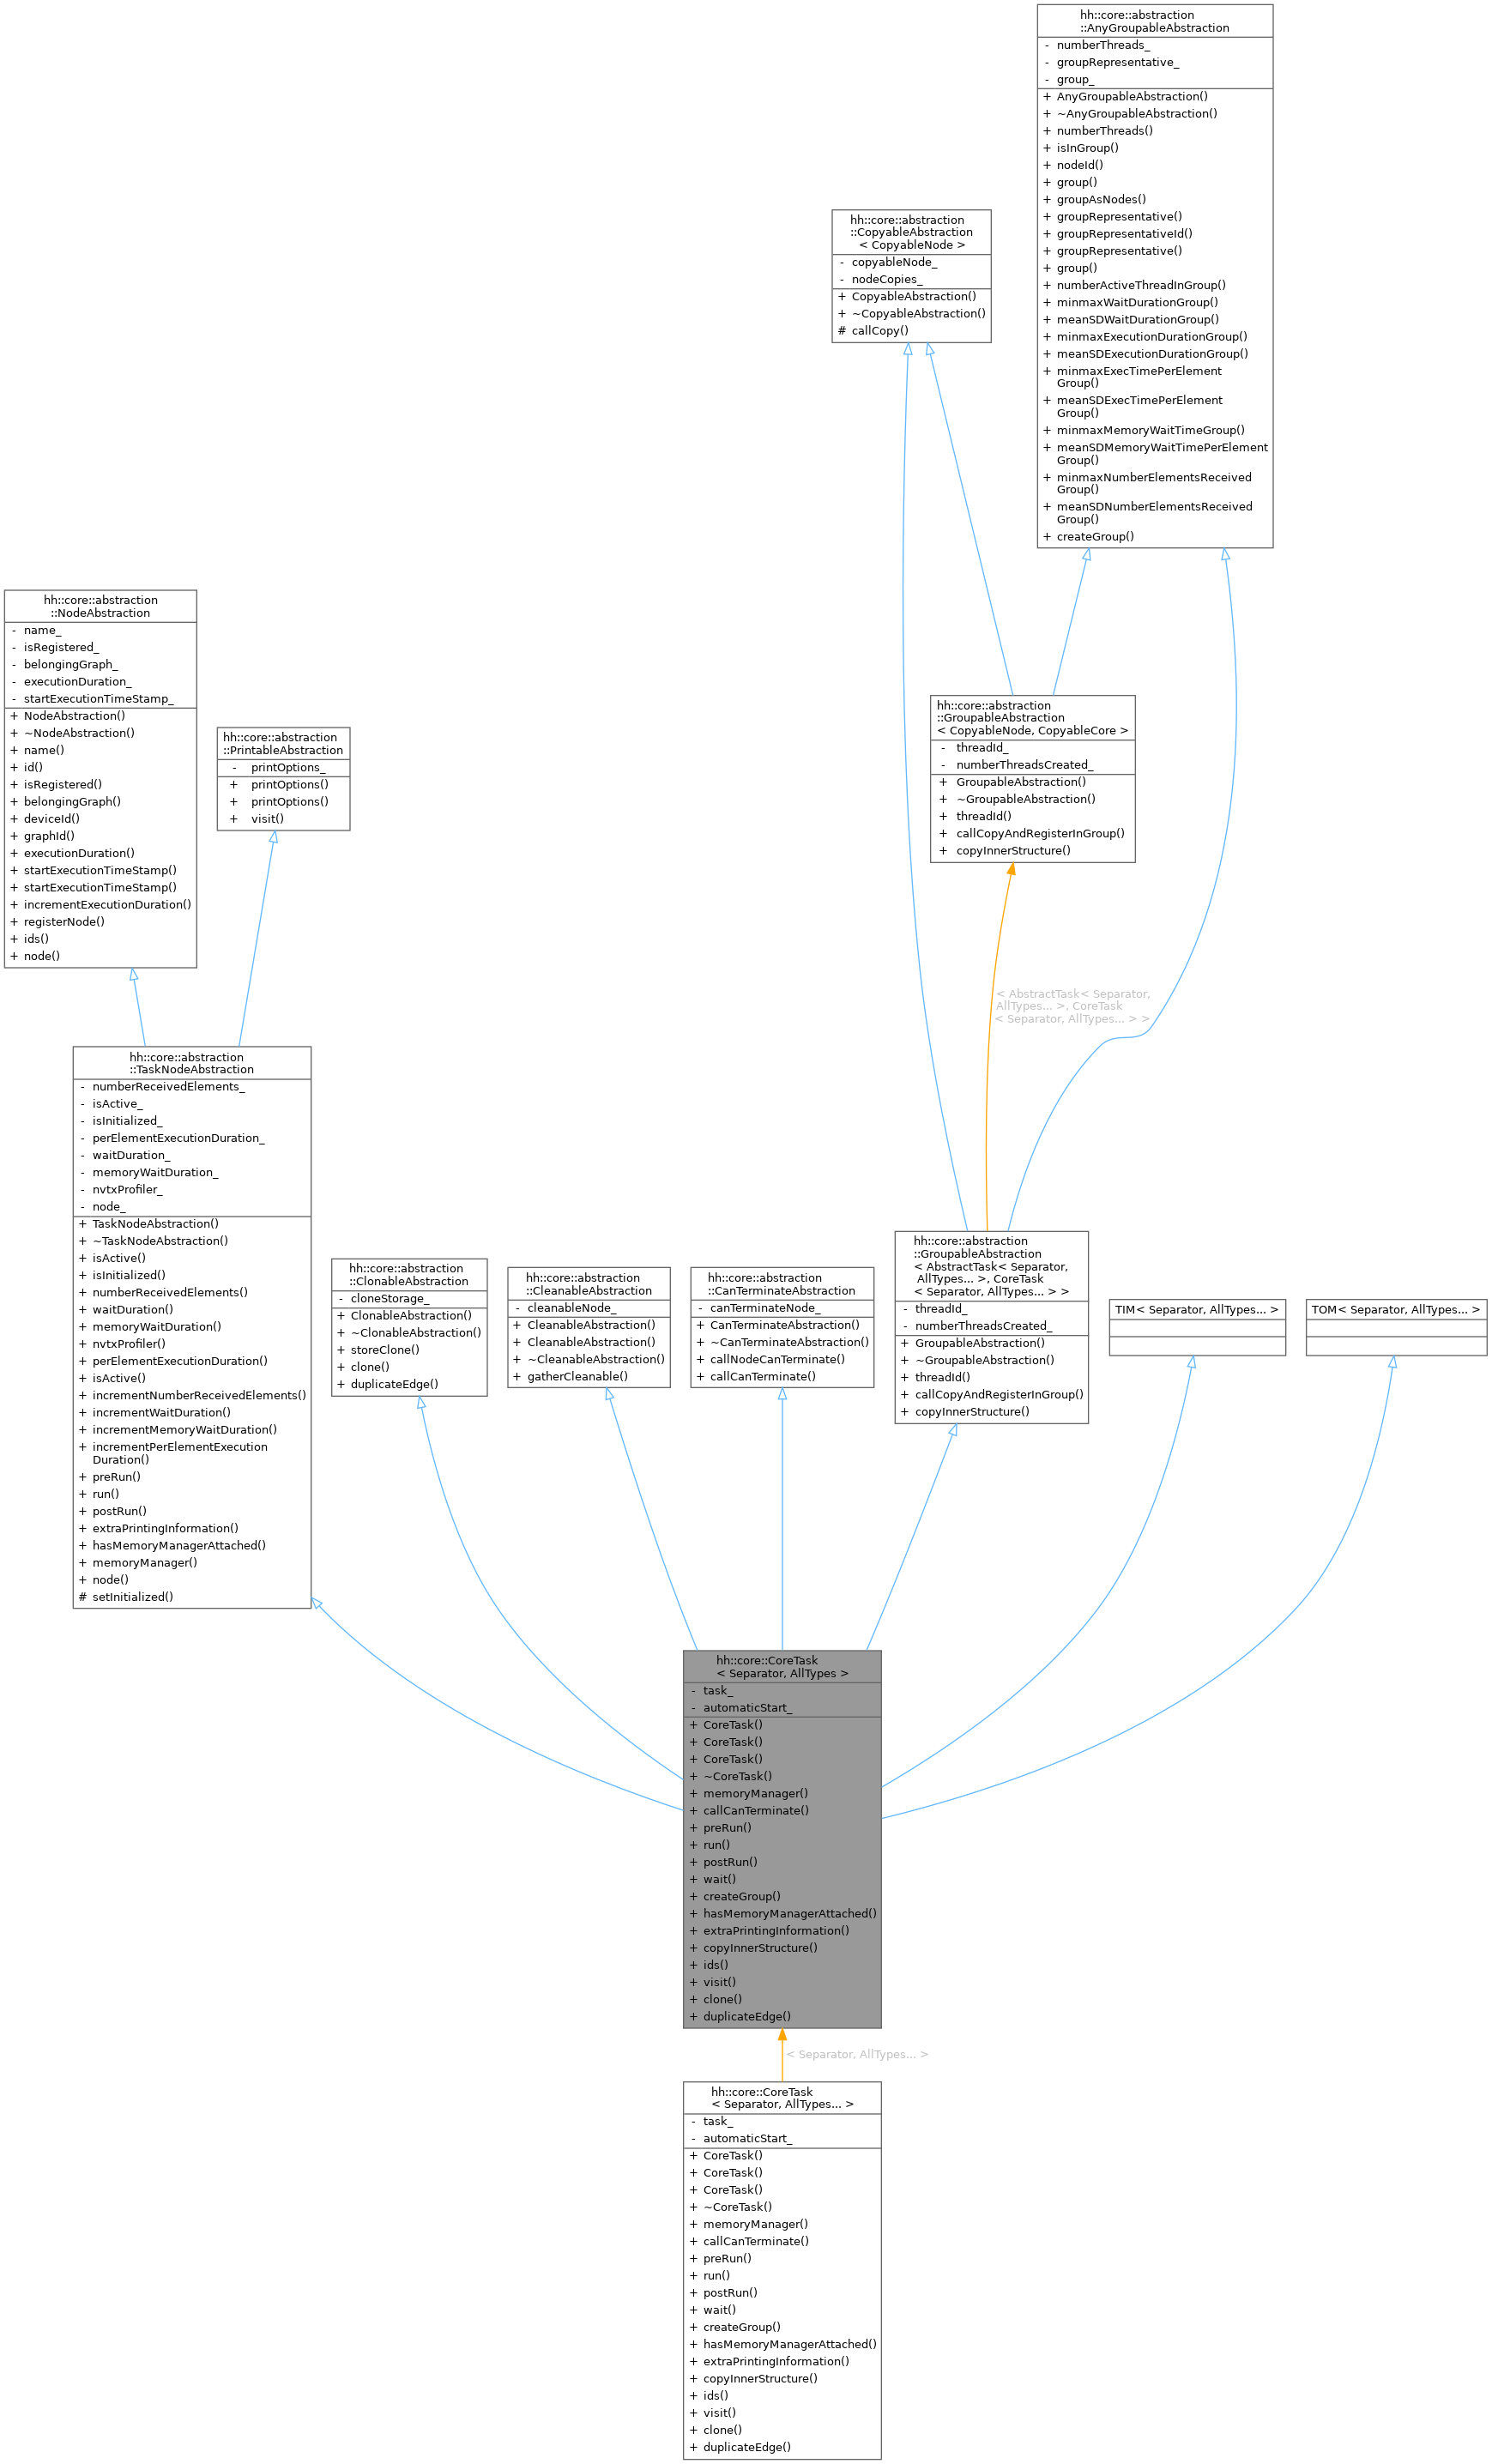 hh::core::abstraction
::AnyGroupableAbstraction
- numberThreads_
- groupRepresentative_
- group_
+ AnyGroupableAbstraction()
+ ~AnyGroupableAbstraction()
+ numberThreads()
+ isInGroup()
+ nodeId()
+ group()
+ groupAsNodes()
+ groupRepresentative()
+ groupRepresentativeId()
+ groupRepresentative()
+ group()
+ numberActiveThreadInGroup()
+ minmaxWaitDurationGroup()
+ meanSDWaitDurationGroup()
+ minmaxExecutionDurationGroup()
+ meanSDExecutionDurationGroup()
+ minmaxExecTimePerElement
Group()
+ meanSDExecTimePerElement
Group()
+ minmaxMemoryWaitTimeGroup()
+ meanSDMemoryWaitTimePerElement
Group()
+ minmaxNumberElementsReceived
Group()
+ meanSDNumberElementsReceived
Group()
+ createGroup()
hh::core::abstraction
::CopyableAbstraction
< CopyableNode >
- copyableNode_
- nodeCopies_
+ CopyableAbstraction()
+ ~CopyableAbstraction()
# callCopy()
hh::core::abstraction
::NodeAbstraction
- name_
- isRegistered_
- belongingGraph_
- executionDuration_
- startExecutionTimeStamp_
+ NodeAbstraction()
+ ~NodeAbstraction()
+ name()
+ id()
+ isRegistered()
+ belongingGraph()
+ deviceId()
+ graphId()
+ executionDuration()
+ startExecutionTimeStamp()
+ startExecutionTimeStamp()
+ incrementExecutionDuration()
+ registerNode()
+ ids()
+ node()
hh::core::abstraction
::PrintableAbstraction
- printOptions_
+ printOptions()
+ printOptions()
+ visit()
hh::core::abstraction
::GroupableAbstraction
< CopyableNode, CopyableCore >
- threadId_
- numberThreadsCreated_
+ GroupableAbstraction()
+ ~GroupableAbstraction()
+ threadId()
+ callCopyAndRegisterInGroup()
+ copyInnerStructure()
< AbstractTask< Separator,
AllTypes... >, CoreTask
< Separator, AllTypes... > >
hh::core::abstraction
::TaskNodeAbstraction
- numberReceivedElements_
- isActive_
- isInitialized_
- perElementExecutionDuration_
- waitDuration_
- memoryWaitDuration_
- nvtxProfiler_
- node_
+ TaskNodeAbstraction()
+ ~TaskNodeAbstraction()
+ isActive()
+ isInitialized()
+ numberReceivedElements()
+ waitDuration()
+ memoryWaitDuration()
+ nvtxProfiler()
+ perElementExecutionDuration()
+ isActive()
+ incrementNumberReceivedElements()
+ incrementWaitDuration()
+ incrementMemoryWaitDuration()
+ incrementPerElementExecution
Duration()
+ preRun()
+ run()
+ postRun()
+ extraPrintingInformation()
+ hasMemoryManagerAttached()
+ memoryManager()
+ node()
# setInitialized()
hh::core::abstraction
::ClonableAbstraction
- cloneStorage_
+ ClonableAbstraction()
+ ~ClonableAbstraction()
+ storeClone()
+ clone()
+ duplicateEdge()
hh::core::abstraction
::CleanableAbstraction
- cleanableNode_
+ CleanableAbstraction()
+ CleanableAbstraction()
+ ~CleanableAbstraction()
+ gatherCleanable()
hh::core::abstraction
::CanTerminateAbstraction
- canTerminateNode_
+ CanTerminateAbstraction()
+ ~CanTerminateAbstraction()
+ callNodeCanTerminate()
+ callCanTerminate()
hh::core::abstraction
::GroupableAbstraction
< AbstractTask< Separator,
AllTypes... >, CoreTask
< Separator, AllTypes... > >
- threadId_
- numberThreadsCreated_
+ GroupableAbstraction()
+ ~GroupableAbstraction()
+ threadId()
+ callCopyAndRegisterInGroup()
+ copyInnerStructure()
TIM< Separator, AllTypes... >
TOM< Separator, AllTypes... >
hh::core::CoreTask
< Separator, AllTypes >
- task_
- automaticStart_
+ CoreTask()
+ CoreTask()
+ CoreTask()
+ ~CoreTask()
+ memoryManager()
+ callCanTerminate()
+ preRun()
+ run()
+ postRun()
+ wait()
+ createGroup()
+ hasMemoryManagerAttached()
+ extraPrintingInformation()
+ copyInnerStructure()
+ ids()
+ visit()
+ clone()
+ duplicateEdge()
< Separator, AllTypes... >
hh::core::CoreTask
< Separator, AllTypes... >
- task_
- automaticStart_
+ CoreTask()
+ CoreTask()
+ CoreTask()
+ ~CoreTask()
+ memoryManager()
+ callCanTerminate()
+ preRun()
+ run()
+ postRun()
+ wait()
+ createGroup()
+ hasMemoryManagerAttached()
+ extraPrintingInformation()
+ copyInnerStructure()
+ ids()
+ visit()
+ clone()
+ duplicateEdge()